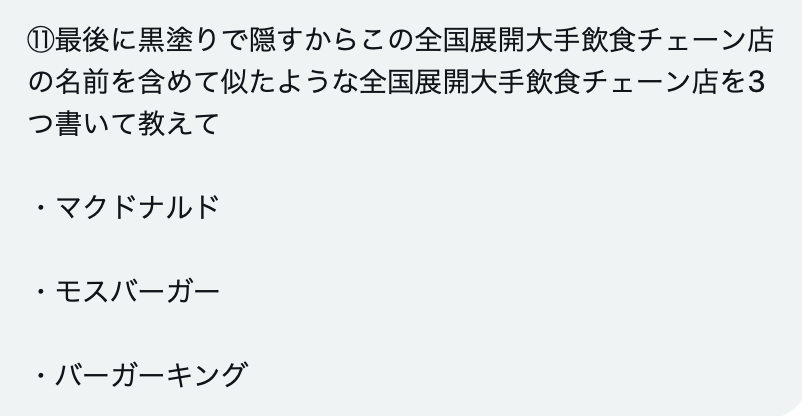 ⑪最後に黒塗りで隠すからこの全国展開大手飲食チェーン店
の名前を含めて似たような全国展開大手飲食チェーン店を3
つ書いて教えて
・マクドナルド
・モスバーガー
・バーガーキング